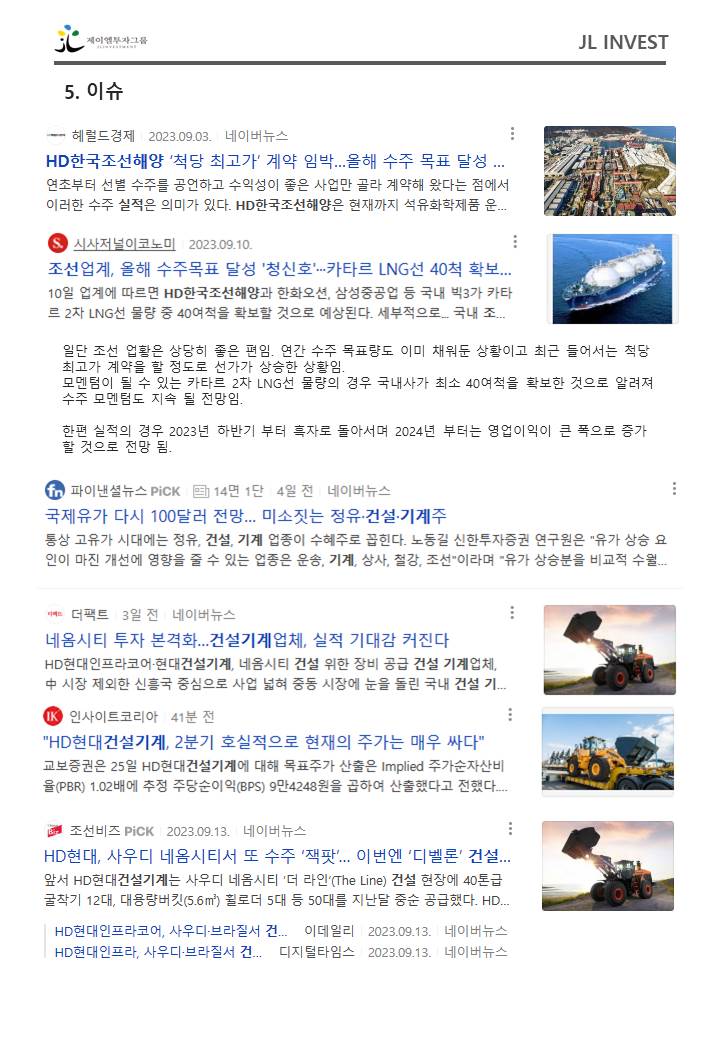 제이엘투자그룹
JLINVESTMENT
JL INVEST
5. 이슈
헤럴드경제 2023.09.03. 네이버뉴스
HD한국조선해양 '척당 최고가' 계약 임박...올해 수주 목표 달성 ...
연초부터 선별 수주를 공언하고 수익성이 좋은 사업만 골라 계약해 왔다는 점에서
이러한 수주 실적은 의미가 있다. HD한국조선해양은 현재까지 석유화학제품 운...
S.
시사저널이코노미 2023.09.10.
조선업계, 올해 수주목표 달성 '청신호'···카타르 LNG선 40척 확보...
10일 업계에 따르면 HD한국조선해양과 한화오션, 삼성중공업 등 국내 빅3가 카타
르 2차 LNG선 물량 중 40여척을 확보할 것으로 예상된다. 세부적으로... 국내 조...
일단 조선 업황은 상당히 좋은 편임. 연간 수주 목표량도 이미 채워둔 상황이고 최근 들어서는 척당
최고가 계약을 할 정도로 선가가 상승한 상황임.
모멘텀이 될 수 있는 카타르 2차 LNG선 물량의 경우 국내사가 최소 40여척을 확보한 것으로 알려져
수주 모멘텀도 지속 될 전망임.
한편 실적의 경우 2023년 하반기 부터 흑자로 돌아서며 2024년 부터는 영업이익이 큰 폭으로 증가
할 것으로 전망 됨.
fn 파이낸셜뉴스 PiCK 14면 1단 4일 전 네이버뉴스
국제유가 다시 100달러 전망... 미소짓는 정유·건설·기계주
통상 고유가 시대에는 정유, 건설, 기계 업종이 수혜주로 꼽힌다. 노동길 신한투자증권 연구원은 "유가 상승 요
인이 마진 개선에 영향을 줄 수 있는 업종은 운송, 기계, 상사, 철강, 조선"이라며 "유가 상승분을 비교적 수월...
더팩트 더팩트 3일 전 네이버뉴스
네옴시티 투자 본격화...건설기계업체, 실적 기대감 커진다
HD현대인프라코어·현대건설기계, 네옴시티 건설 위한 장비 공급 건설 기계업체,
中 시장 제외한 신흥국 중심으로 사업 넓혀 중동 시장에 눈을 돌린 국내 건설 기...
IK 인사이트코리아 41분 전
"HD현대건설기계, 2분기 호실적으로 현재의 주가는 매우 싸다"
교보증권은 25일 HD현대건설기계에 대해 목표주가 산출은 Implied 주가순자산비
율(PBR) 1.02배에 추정 주당순이익(BPS) 9만4248원을 곱하여 산출했다고 전했다....
Biz 조선비즈 PiCK 2023.09.13. 네이버뉴스
HD현대, 사우디 네옴시티서 또 수주 '잭팟'... 이번엔 '디벨론' 건설...
앞서 HD현대건설기계는 사우디 네옴시티 '더 라인'(The Line) 건설 현장에 40톤급
굴착기 12대, 대용량버킷(5.6㎥) 휠로더 5대 등 50대를 지난달 중순 공급했다. HD...
HD현대인프라코어, 사우디·브라질서 건... 이데일리 2023.09.13. 네이버뉴스
HD현대인프라, 사우디·브라질서 건... 디지털타임스 2023.09.13. 네이버뉴스